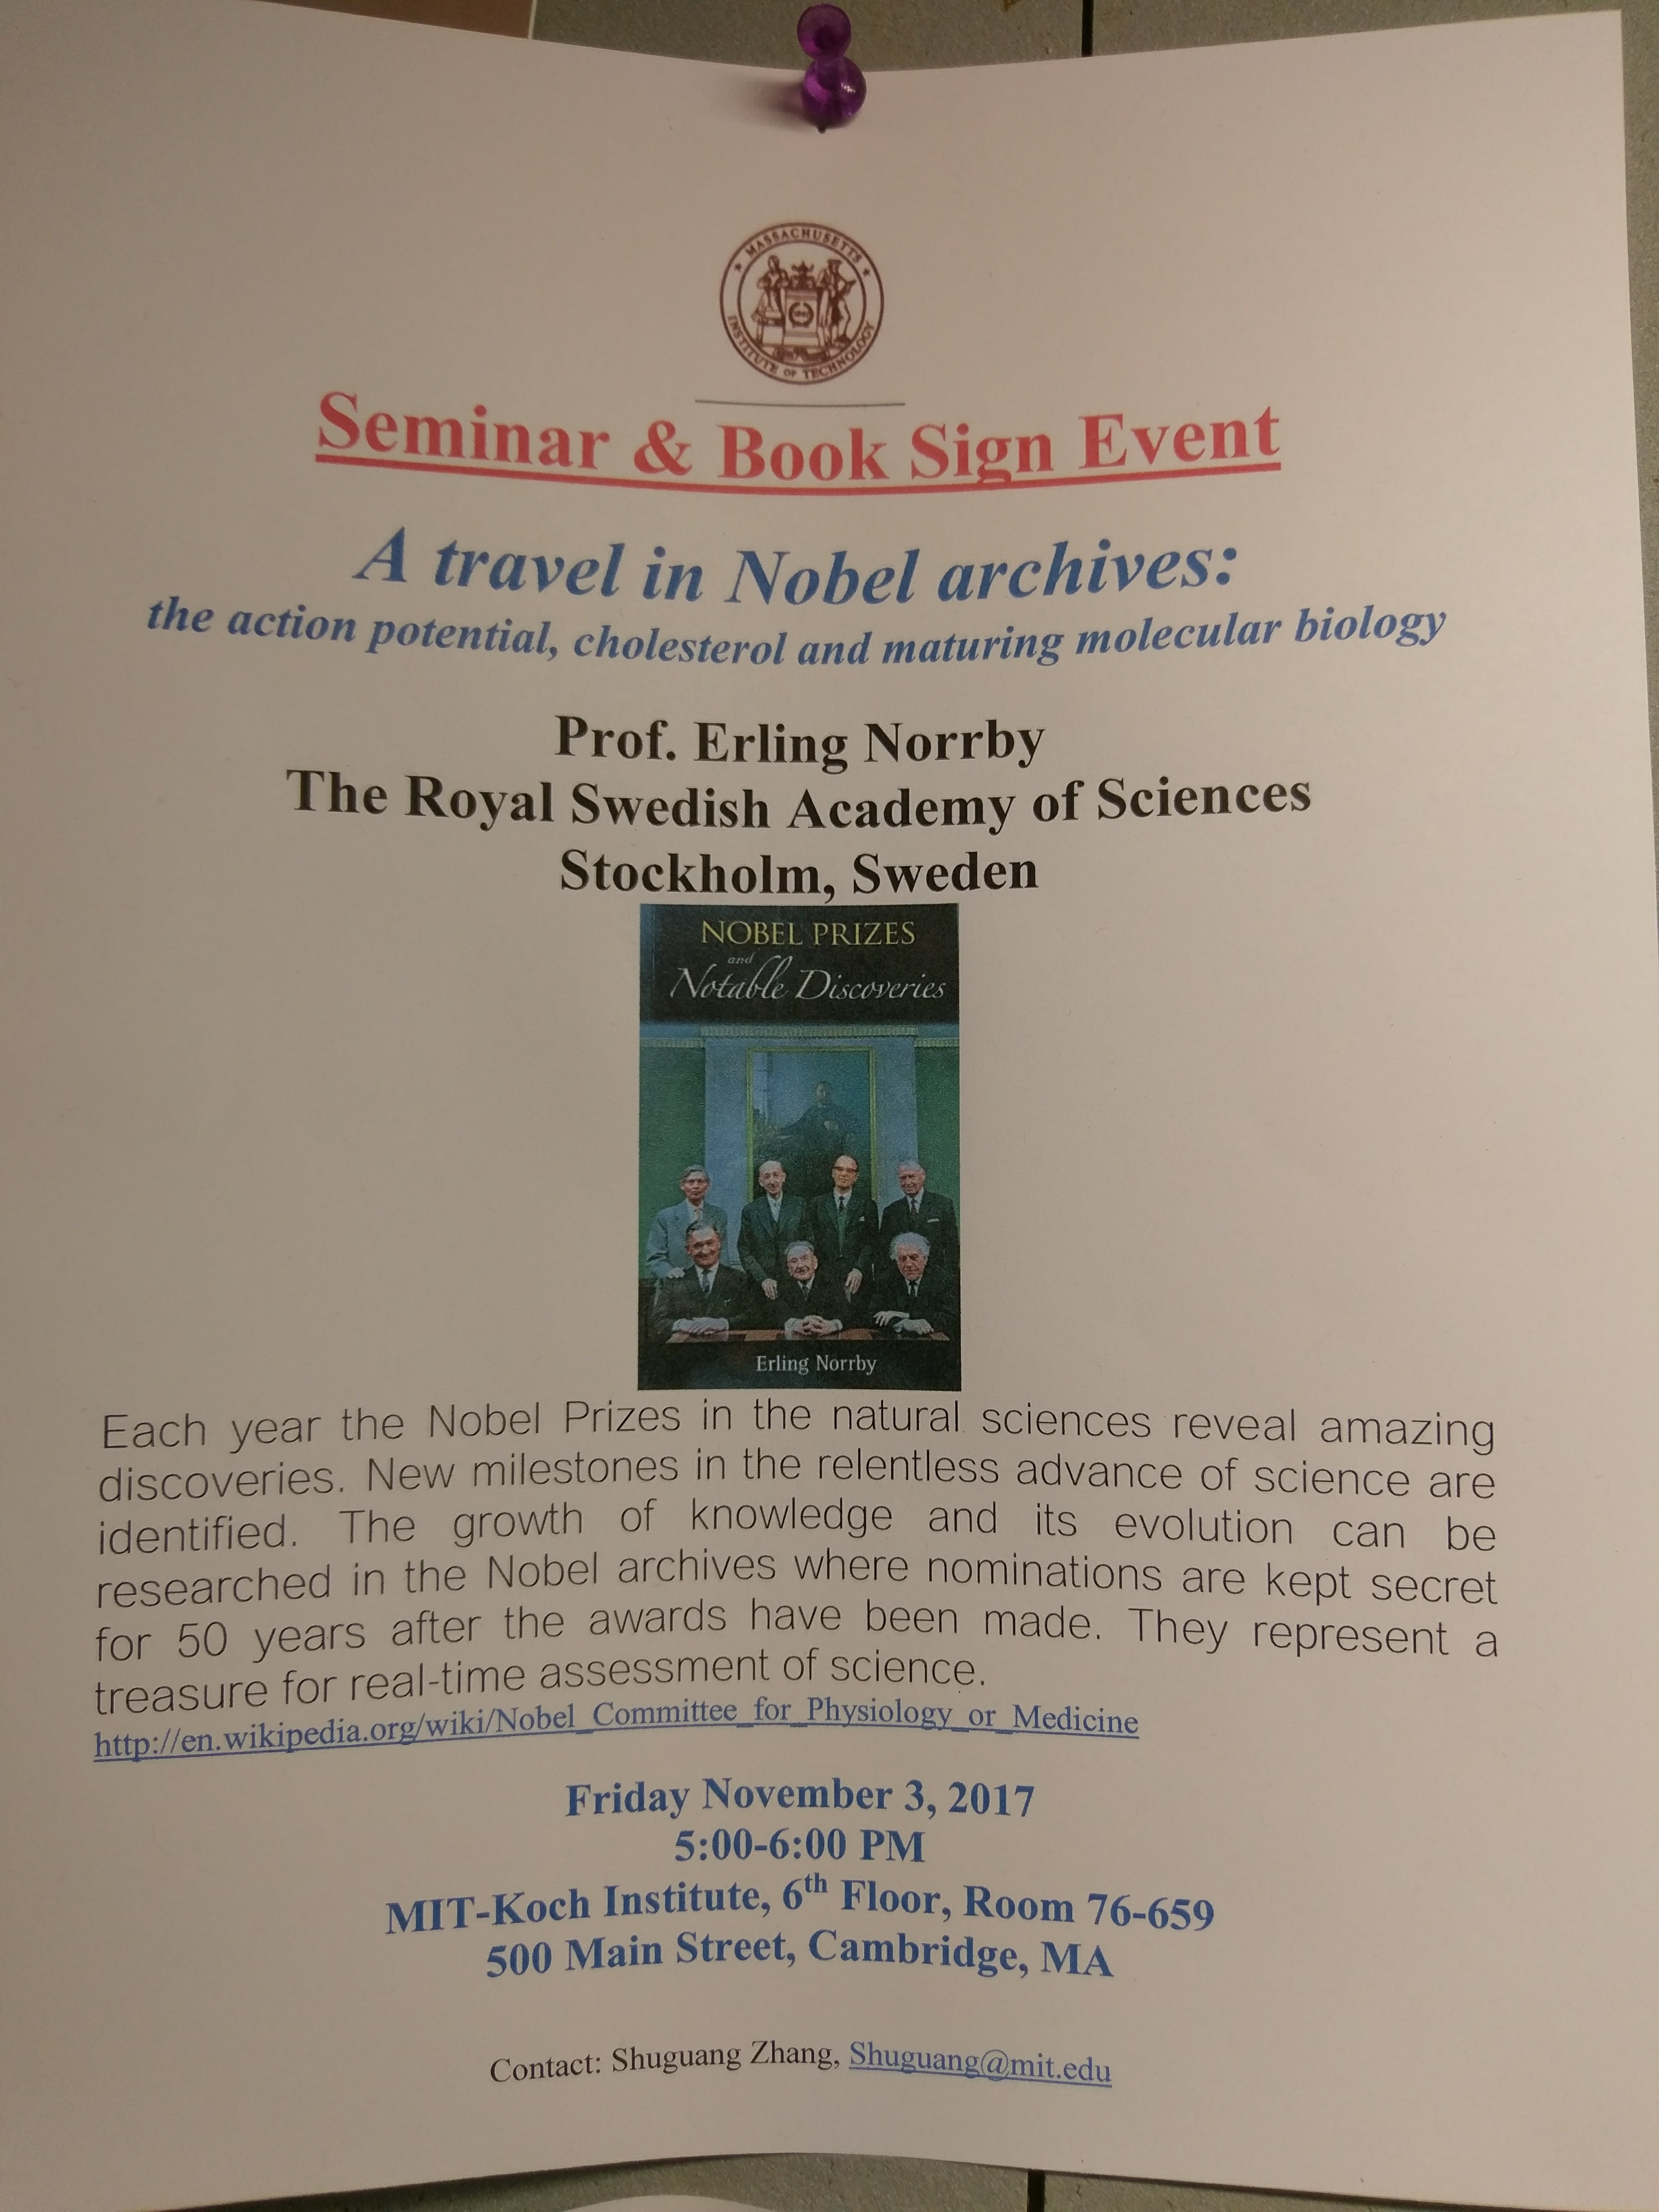 MASSACHUSETTS
INSTITUTE OF TECHNOLOGY
Seminar & Book Sign Event
A travel in Nobel archives:
the action potential, cholesterol and maturing molecular biology
Prof. Erling Norrby
The Royal Swedish Academy of Sciences
Stockholm, Sweden
NOBEL PRIZES
and
Notable Discoveries
Erling Norrby
Each year the Nobel Prizes in the natural sciences reveal amazing
discoveries. New milestones in the relentless advance of science are
identified. The growth of knowledge and its evolution can be
researched in the Nobel archives where nominations are kept secret
for 50 years after the awards have been made. They represent a
treasure for real-time assessment of science.
http://en.wikipedia.org/wiki/Nobel_Committee_for_Physiology_or_Medicine
Friday November 3, 2017
5:00-6:00 PM
MIT-Koch Institute, 6th Floor, Room 76-659
500 Main Street, Cambridge, MA
Contact: Shuguang Zhang, Shuguang@mit.edu